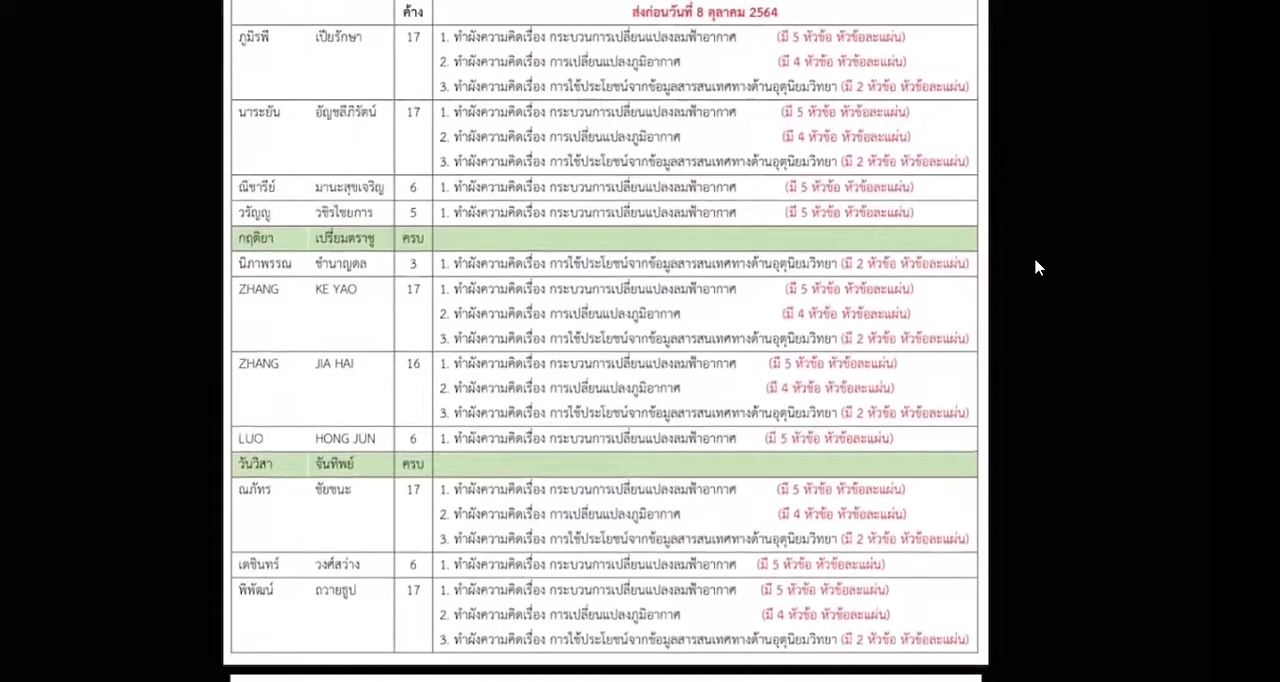 ค้าง ส่งก่อนวันที่ 8 ตุลาคม 2564
ภูมิรพี เปียรักษา 17 1. ทำผังความคิดเรื่อง กระบวนการเปลี่ยนแปลงลมฟ้าอากาศ (มี 5 หัวข้อ หัวข้อละแผ่น)
2. ทำผังความคิดเรื่อง การเปลี่ยนแปลงภูมิอากาศ (มี 4 หัวข้อ หัวข้อละแผ่น)
3. ทำผังความคิดเรื่อง การใช้ประโยชน์จากข้อมูลสารสนเทศทางด้านอุตุนิยมวิทยา (มี 2 หัวข้อ หัวข้อละแผ่น)
นาระยัน อัญชลีภิรัตน์ 17 1. ทำผังความคิดเรื่อง กระบวนการเปลี่ยนแปลงลมฟ้าอากาศ (มี 5 หัวข้อ หัวข้อละแผ่น)
2. ทำผังความคิดเรื่อง การเปลี่ยนแปลงภูมิอากาศ (มี 4 หัวข้อ หัวข้อละแผ่น)
3. ทำผังความคิดเรื่อง การใช้ประโยชน์จากข้อมูลสารสนเทศทางด้านอุตุนิยมวิทยา (มี 2 หัวข้อ หัวข้อละแผ่น)
ณิชารีย์ มานะสุขเจริญ 6 1. ทำผังความคิดเรื่อง กระบวนการเปลี่ยนแปลงลมฟ้าอากาศ (มี 5 หัวข้อ หัวข้อละแผ่น)
วรัญญู วชิรไชยการ 5 1. ทำผังความคิดเรื่อง กระบวนการเปลี่ยนแปลงลมฟ้าอากาศ (มี 5 หัวข้อ หัวข้อละแผ่น)
กฤติยา เปรี่ยมตราชู ครบ
นิภาพรรณ ชำนาญดล 3 1. ทำผังความคิดเรื่อง การใช้ประโยชน์จากข้อมูลสารสนเทศทางด้านอุตุนิยมวิทยา (มี 2 หัวข้อ หัวข้อละแผ่น)
ZHANG KE YAO 17 1. ทำผังความคิดเรื่อง กระบวนการเปลี่ยนแปลงลมฟ้าอากาศ (มี 5 หัวข้อ หัวข้อละแผ่น)
2. ทำผังความคิดเรื่อง การเปลี่ยนแปลงภูมิอากาศ (มี 4 หัวข้อ หัวข้อละแผ่น)
3. ทำผังความคิดเรื่อง การใช้ประโยชน์จากข้อมูลสารสนเทศทางด้านอุตุนิยมวิทยา (มี 2 หัวข้อ หัวข้อละแผ่น)
ZHANG JIA HAI 16 1. ทำผังความคิดเรื่อง กระบวนการเปลี่ยนแปลงลมฟ้าอากาศ (มี 5 หัวข้อ หัวข้อละแผ่น)
2. ทำผังความคิดเรื่อง การเปลี่ยนแปลงภูมิอากาศ (มี 4 หัวข้อ หัวข้อละแผ่น)
3. ทำผังความคิดเรื่อง การใช้ประโยชน์จากข้อมูลสารสนเทศทางด้านอุตุนิยมวิทยา (มี 2 หัวข้อ หัวข้อละแผ่น)
LUO HONG JUN 6 1. ทำผังความคิดเรื่อง กระบวนการเปลี่ยนแปลงลมฟ้าอากาศ (มี 5 หัวข้อ หัวข้อละแผ่น)
วันวิสา จันทิพย์ ครบ
ณภัทร ชัยชนะ 17 1. ทำผังความคิดเรื่อง กระบวนการเปลี่ยนแปลงลมฟ้าอากาศ (มี 5 หัวข้อ หัวข้อละแผ่น)
2. ทำผังความคิดเรื่อง การเปลี่ยนแปลงภูมิอากาศ (มี 4 หัวข้อ หัวข้อละแผ่น)
3. ทำผังความคิดเรื่อง การใช้ประโยชน์จากข้อมูลสารสนเทศทางด้านอุตุนิยมวิทยา (มี 2 หัวข้อ หัวข้อละแผ่น)
เดชินทร์ วงศ์สว่าง 6 1. ทำผังความคิดเรื่อง กระบวนการเปลี่ยนแปลงลมฟ้าอากาศ (มี 5 หัวข้อ หัวข้อละแผ่น)
พิพัฒน์ ถวายธูป 17 1. ทำผังความคิดเรื่อง กระบวนการเปลี่ยนแปลงลมฟ้าอากาศ (มี 5 หัวข้อ หัวข้อละแผ่น)
2. ทำผังความคิดเรื่อง การเปลี่ยนแปลงภูมิอากาศ (มี 4 หัวข้อ หัวข้อละแผ่น)
3. ทำผังความคิดเรื่อง การใช้ประโยชน์จากข้อมูลสารสนเทศทางด้านอุตุนิยมวิทยา (มี 2 หัวข้อ หัวข้อละแผ่น)